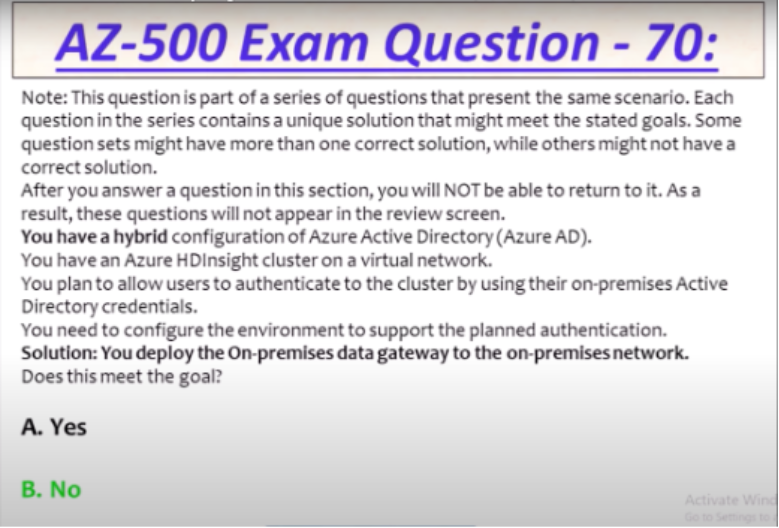 AZ-500 Exam Question - 70:
Note: This question is part of a series of questions that present the same scenario. Each
question in the series contains a unique solution that might meet the stated goals. Some
question sets might have more than one correct solution, while others might not have a
correct solution.
After you answer a question in this section, you will NOT be able to return to it. As a
result, these questions will not appear in the review screen.
You have a hybrid configuration of Azure Active Directory (Azure AD).
You have an Azure HDInsight cluster on a virtual network.
You plan to allow users to authenticate to the cluster by using their on-premises Active
Directory credentials.
You need to configure the environment to support the planned authentication.
Solution: You deploy the On-premises data gateway to the on-premises network.
Does this meet the goal?
A. Yes
B. No
Activate Wind
Go to Settings to